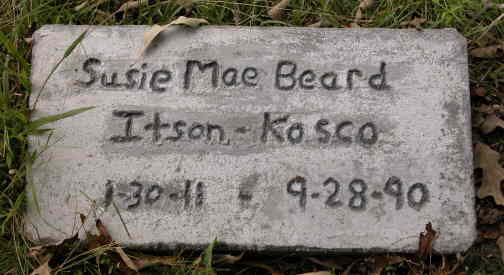 Susie Mae Beard
Itson-Kosco
1-30-11 - 9-28-90